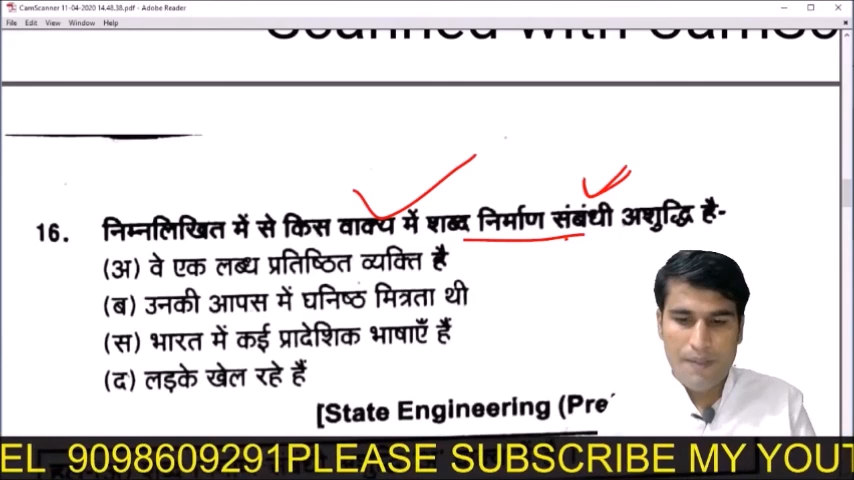 CamScanner 11-04-2020 14.48.38.pdf - Adobe Reader
File Edit View Window Help
16. निम्नलिखित में से किस वाक्य में शब्द निर्माण संबंधी अशुद्धि है-
(अ) वे एक लब्ध प्रतिष्ठित व्यक्ति है
(ब) उनकी आपस में घनिष्ठ मित्रता थी
(स) भारत में कई प्रादेशिक भाषाएँ हैं
(द) लड़के खेल रहे हैं
[State Engineering (Pre
EL 9098609291PLEASE SUBSCRIBE MY YOUT